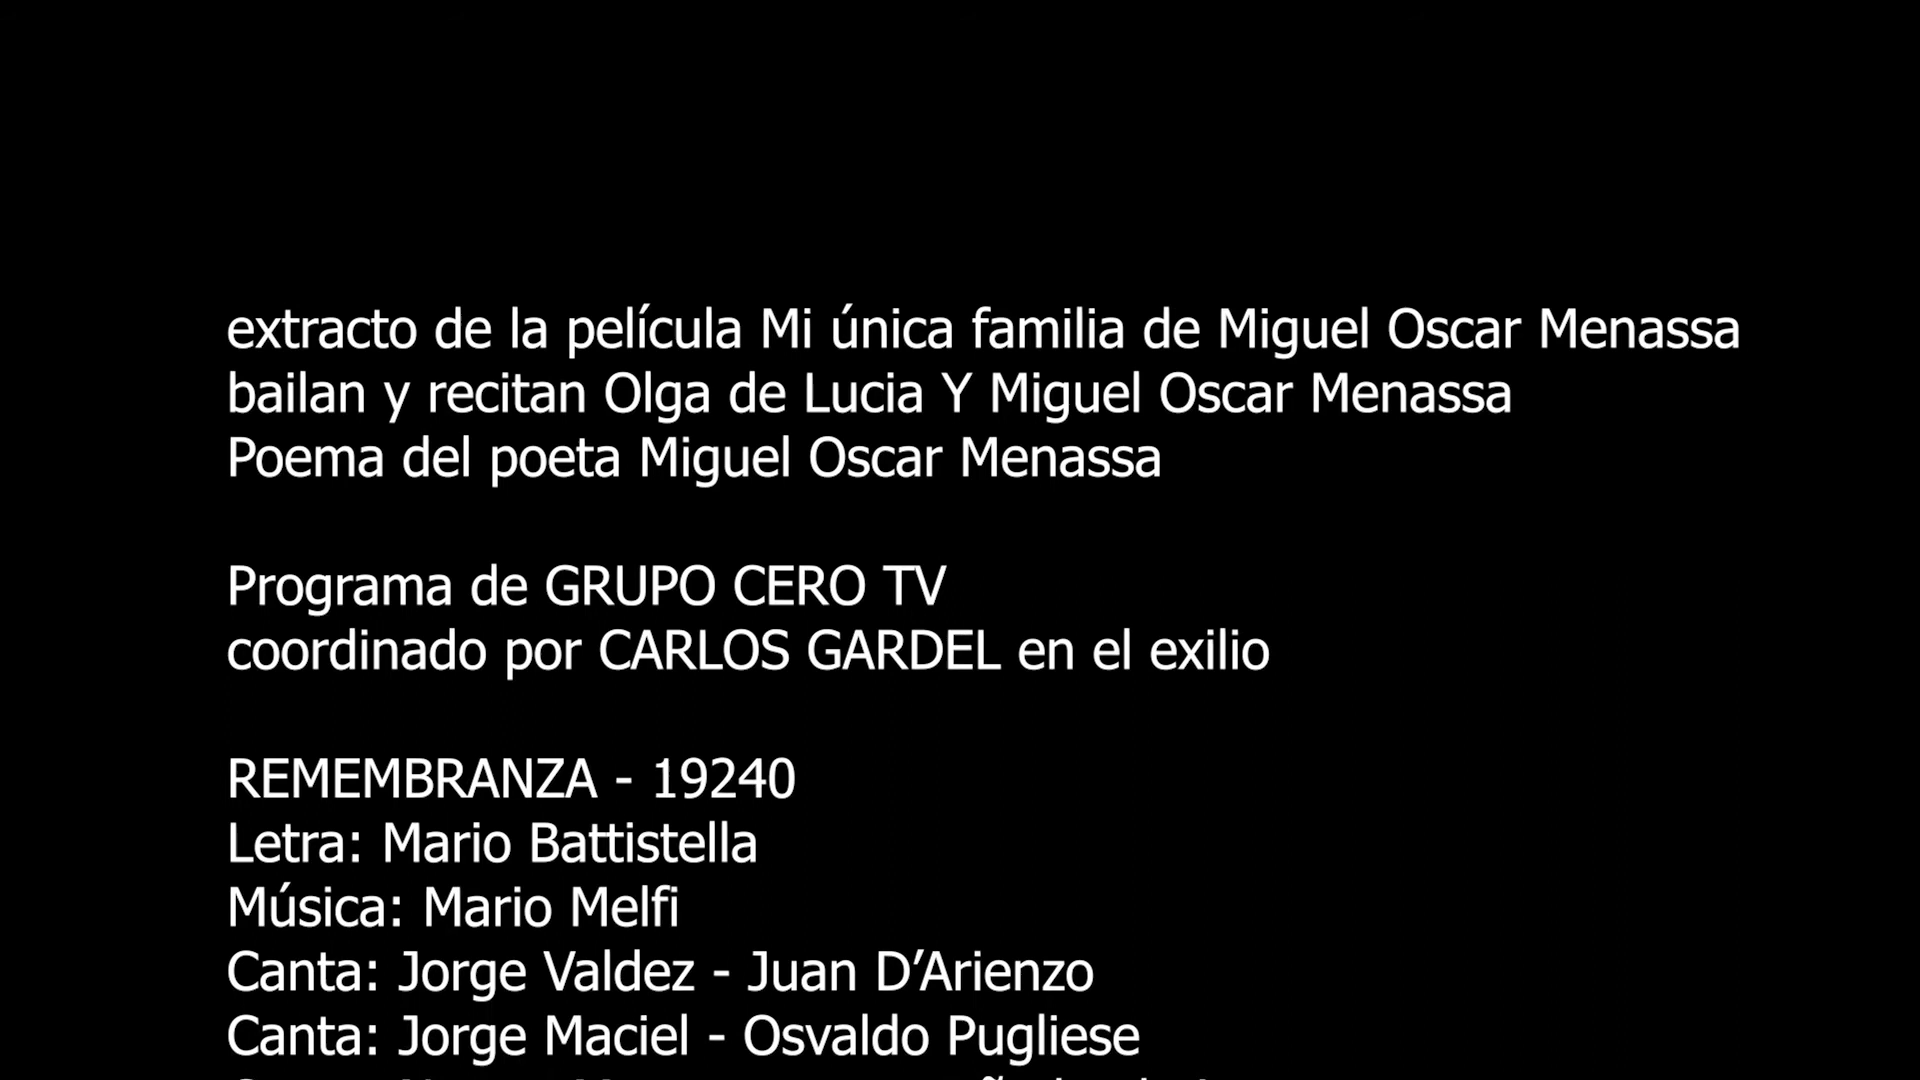 extracto de la película Mi única familia de Miguel Oscar Menassa
bailan y recitan Olga de Lucia Y Miguel Oscar Menassa
Poema del poeta Miguel Oscar Menassa
Programa de GRUPO CERO TV
coordinado por CARLOS GARDEL en el exilio
REMEMBRANZA - 19240
Letra: Mario Battistella
Música: Mario Melfi
Canta: Jorge Valdez - Juan D’Arienzo
Canta: Jorge Maciel - Osvaldo Pugliese